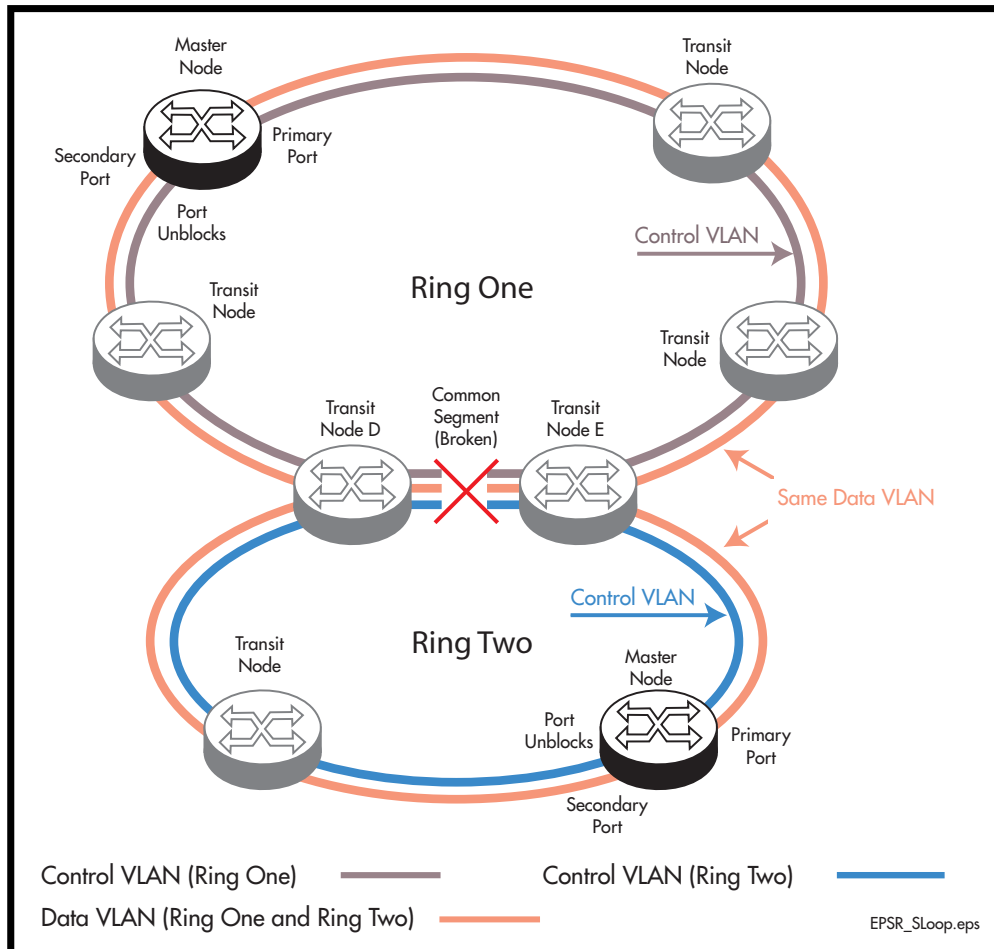 Master
Node
Transit
Node
Primary
Port
Secondary
Port
Port
Unblocks
Control VLAN
Ring One
Transit
Node
Transit
Node
Common
Segment
(Broken)
Transit
Node D
Transit
Node E
Same Data VLAN
Control VLAN
Ring Two
Transit
Node
Master
Node
Port
Unblocks
Primary
Port
Secondary
Port
Control VLAN (Ring One)
Control VLAN (Ring Two)
Data VLAN (Ring One and Ring Two)
EPSR_SLoop.eps